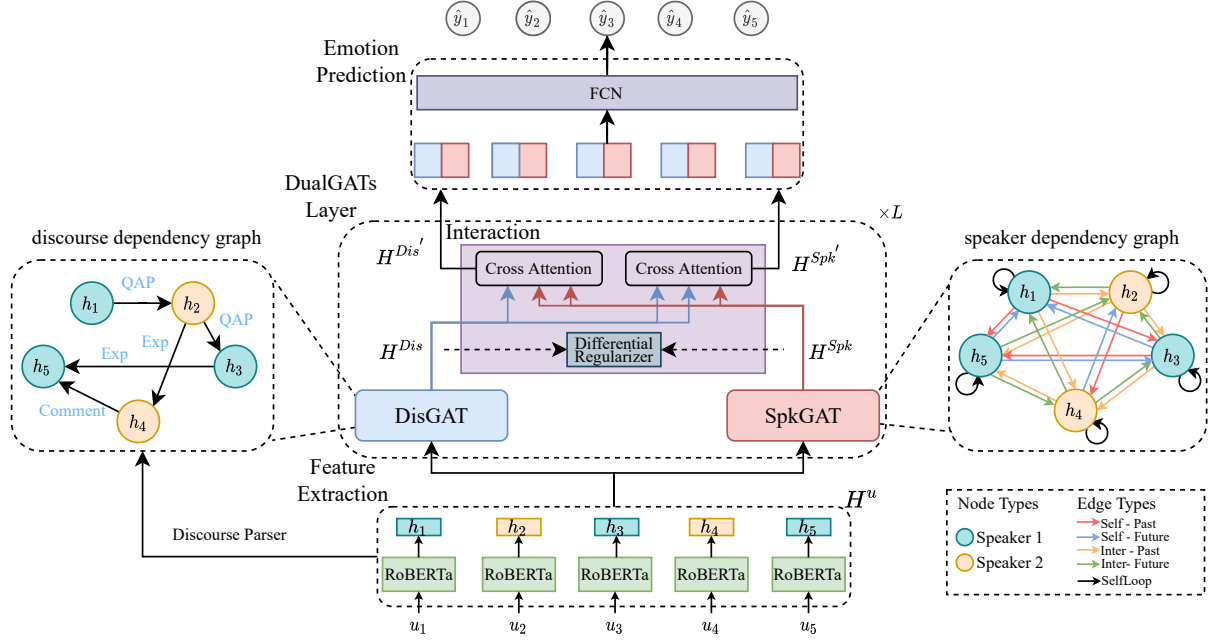 ŷ1 ŷ2 ŷ3 ŷ4 ŷ5
Emotion
Prediction
FCN
DualGATs
Layer
×L
Interaction
H^Dis′
Cross Attention
Cross Attention
H^Spk′
H^Dis
Differential
Regularizer
H^Spk
DisGAT
SpkGAT
discourse dependency graph
h1
QAP
h2
QAP
Exp
Exp
h5
h3
Comment
h4
speaker dependency graph
h1
h2
h5
h3
h4
Feature
Extraction
H^u
Discourse Parser
h1 h2 h3 h4 h5
RoBERTa RoBERTa RoBERTa RoBERTa RoBERTa
u1 u2 u3 u4 u5
Node Types
Speaker 1
Speaker 2
Edge Types
Self - Past
Self - Future
Inter - Past
Inter- Future
SelfLoop